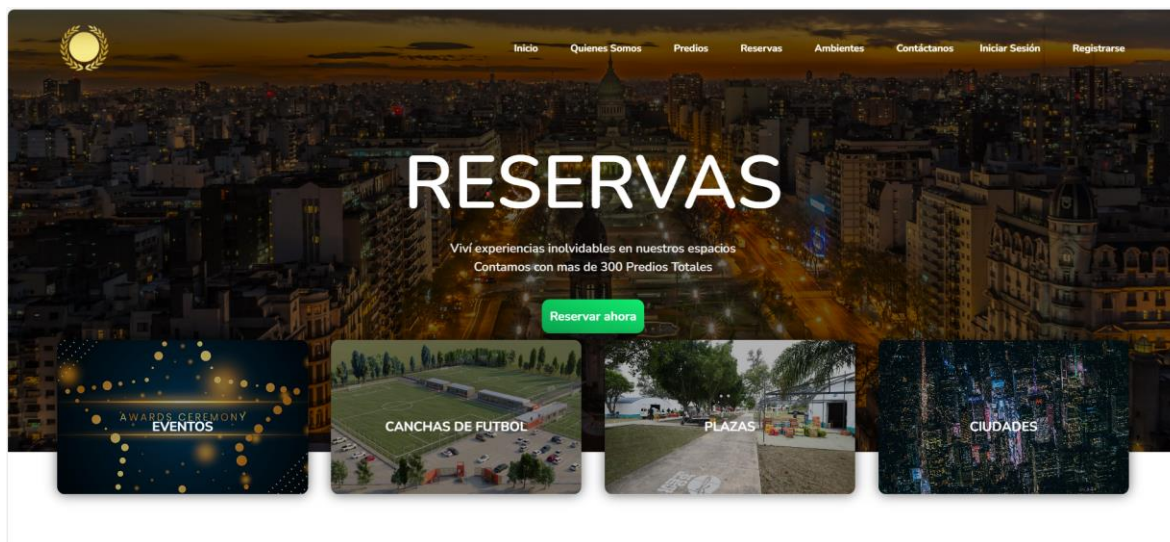 Inicio
Quienes Somos
Predios
Reservas
Ambientes
Contáctanos
Iniciar Sesión
Registrarse
RESERVAS
Viví experiencias inolvidables en nuestros espacios
Contamos con mas de 300 Predios Totales
Reservar ahora
AWARDS CEREMONY
EVENTOS
CANCHAS DE FUTBOL
PLAZAS
CIUDADES